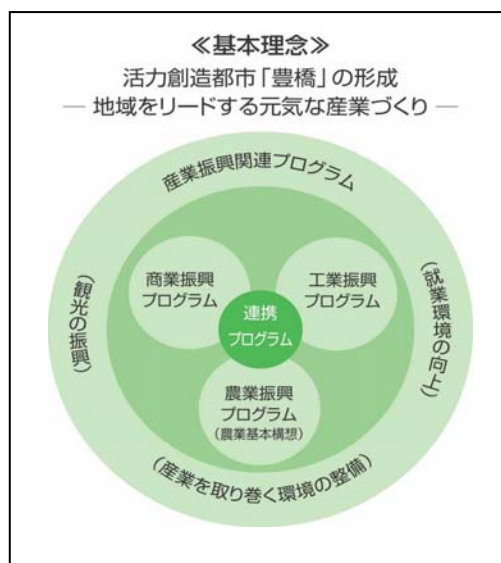 ≪基本理念≫
活力創造都市「豊橋」の形成
― 地域をリードする元気な産業づくり ―
産業振興関連プログラム
(観光の振興)
(就業環境の向上)
商業振興
プログラム
工業振興
プログラム
連携
プログラム
農業振興
プログラム
(農業基本構想)
(産業を取り巻く環境の整備)